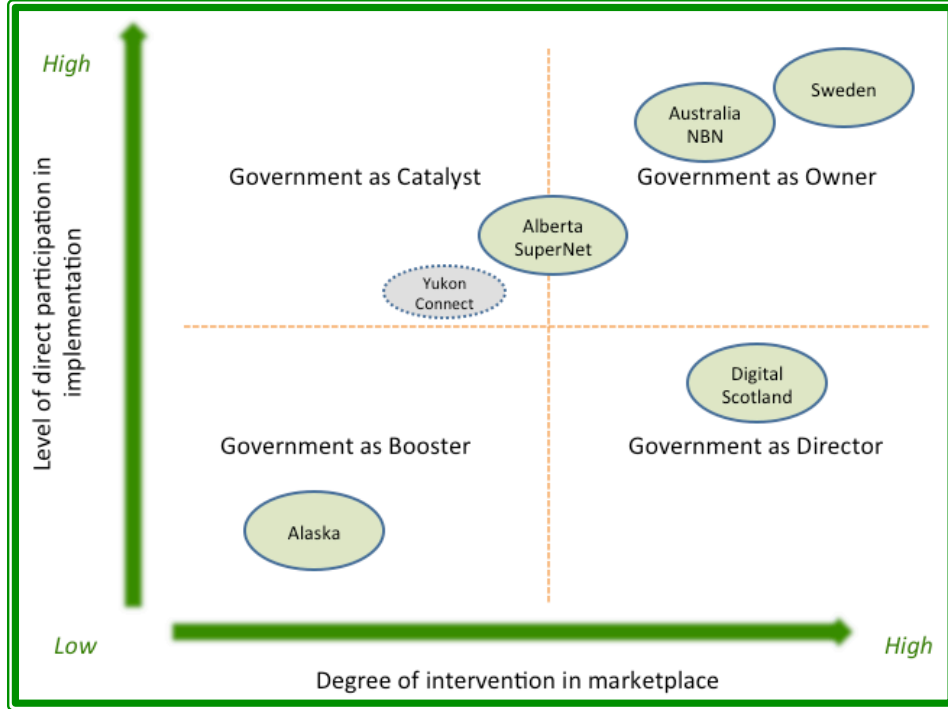 High
Sweden
Australia
NBN
Government as Catalyst
Government as Owner
Alberta
SuperNet
Yukon
Connect
Level of direct participation in
implementation
Digital
Scotland
Government as Booster
Government as Director
Alaska
Low
High
Degree of intervention in marketplace